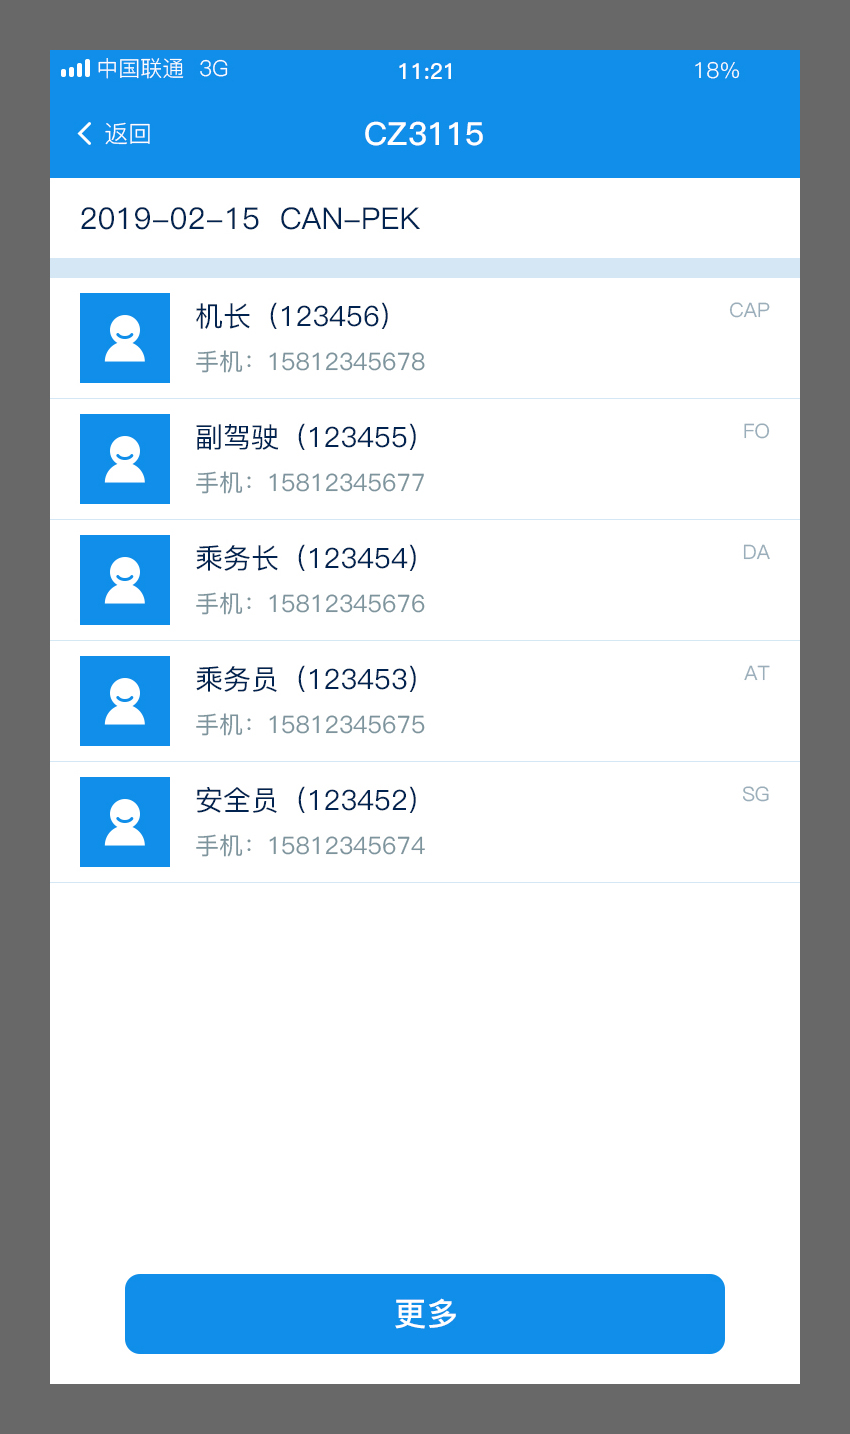 中国联通 3G 11:21 18%
返回 CZ3115
2019-02-15 CAN-PEK
机长（123456） CAP
手机：15812345678
副驾驶（123455） FO
手机：15812345677
乘务长（123454） DA
手机：15812345676
乘务员（123453） AT
手机：15812345675
安全员（123452） SG
手机：15812345674
更多